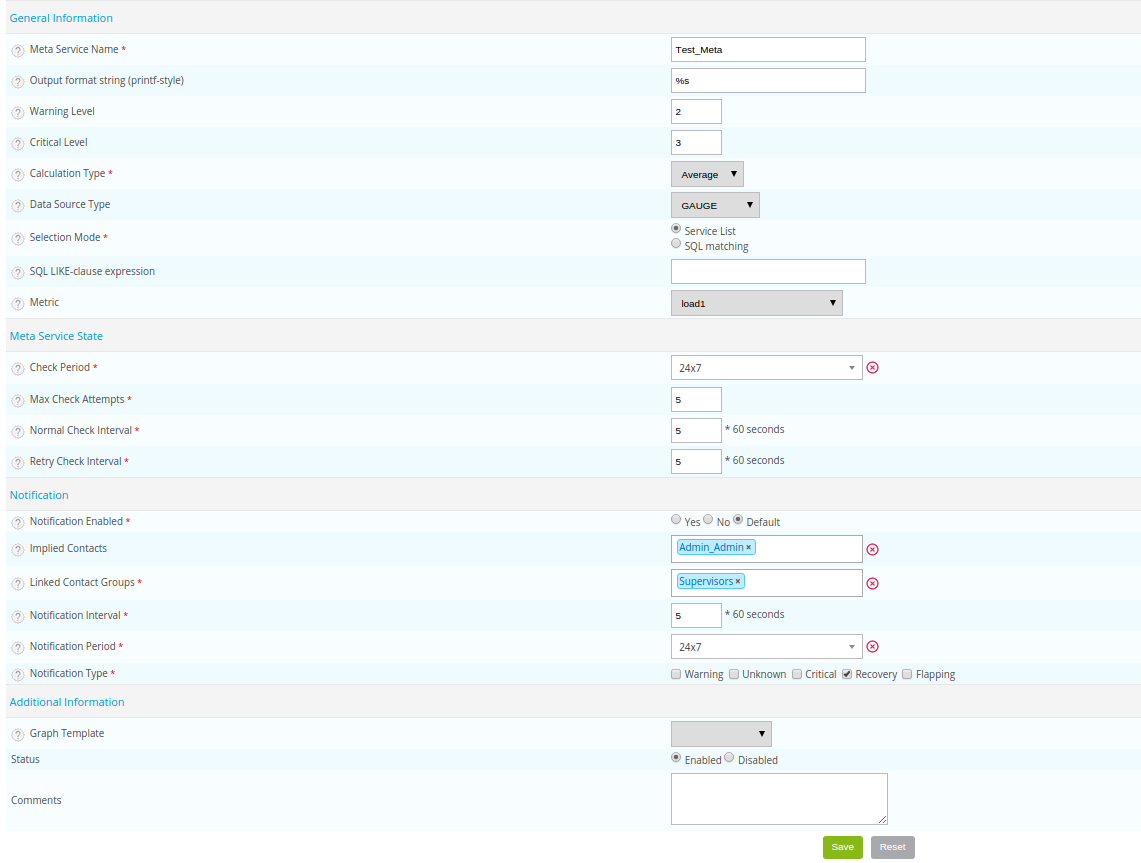 General Information
? Meta Service Name * Test_Meta
? Output format string (printf-style) %s
? Warning Level 2
? Critical Level 3
? Calculation Type * Average ▼
? Data Source Type GAUGE ▼
? Selection Mode * Service List
SQL matching
? SQL LIKE-clause expression
? Metric load1 ▼
Meta Service State
? Check Period * 24x7
? Max Check Attempts * 5
? Normal Check Interval * 5 * 60 seconds
? Retry Check Interval * 5 * 60 seconds
Notification
? Notification Enabled * Yes No Default
? Implied Contacts Admin_Admin ×
? Linked Contact Groups * Supervisors ×
? Notification Interval * 5 * 60 seconds
? Notification Period * 24x7
? Notification Type * Warning Unknown Critical Recovery Flapping
Additional Information
? Graph Template ▼
Status Enabled Disabled
Comments
Save Reset